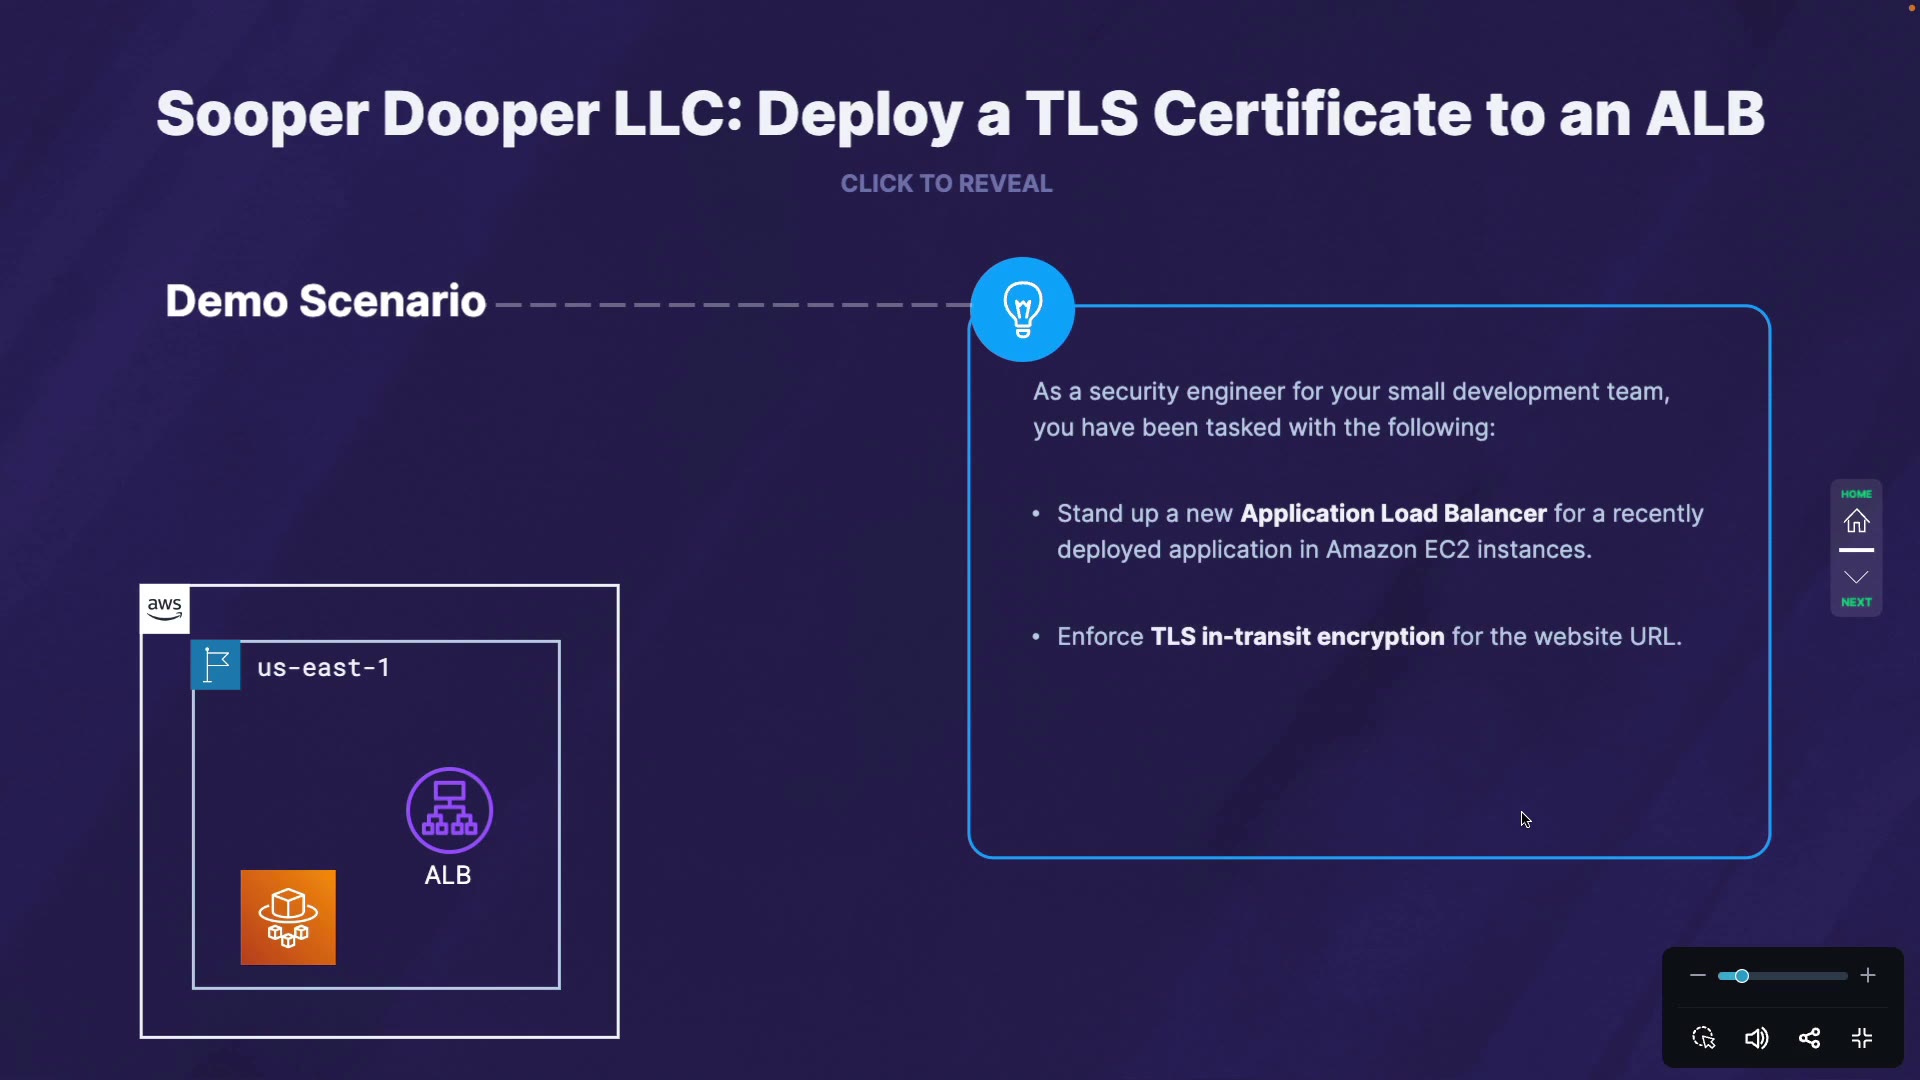 Sooper Dooper LLC: Deploy a TLS Certificate to an ALB
CLICK TO REVEAL
Demo Scenario
As a security engineer for your small development team,
you have been tasked with the following:
• Stand up a new Application Load Balancer for a recently
deployed application in Amazon EC2 instances.
• Enforce TLS in-transit encryption for the website URL.
HOME
NEXT
aws
us-east-1
ALB